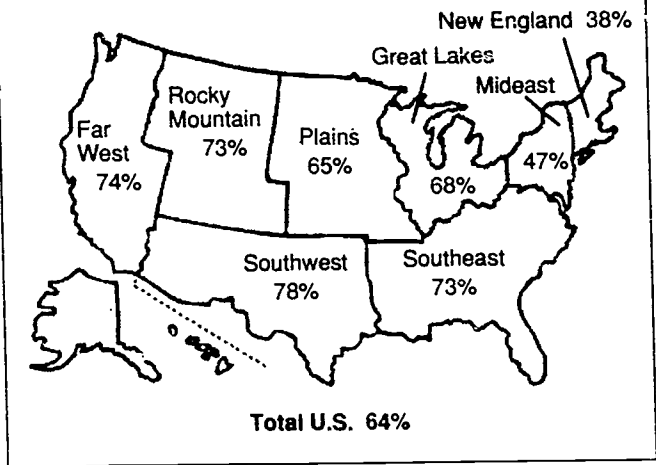 New England 38%
Great Lakes
Mideast
Rocky
Mountain
73%
Far
West
74%
Plains
65%
68%
47%
Southwest
78%
Southeast
73%
Total U.S. 64%